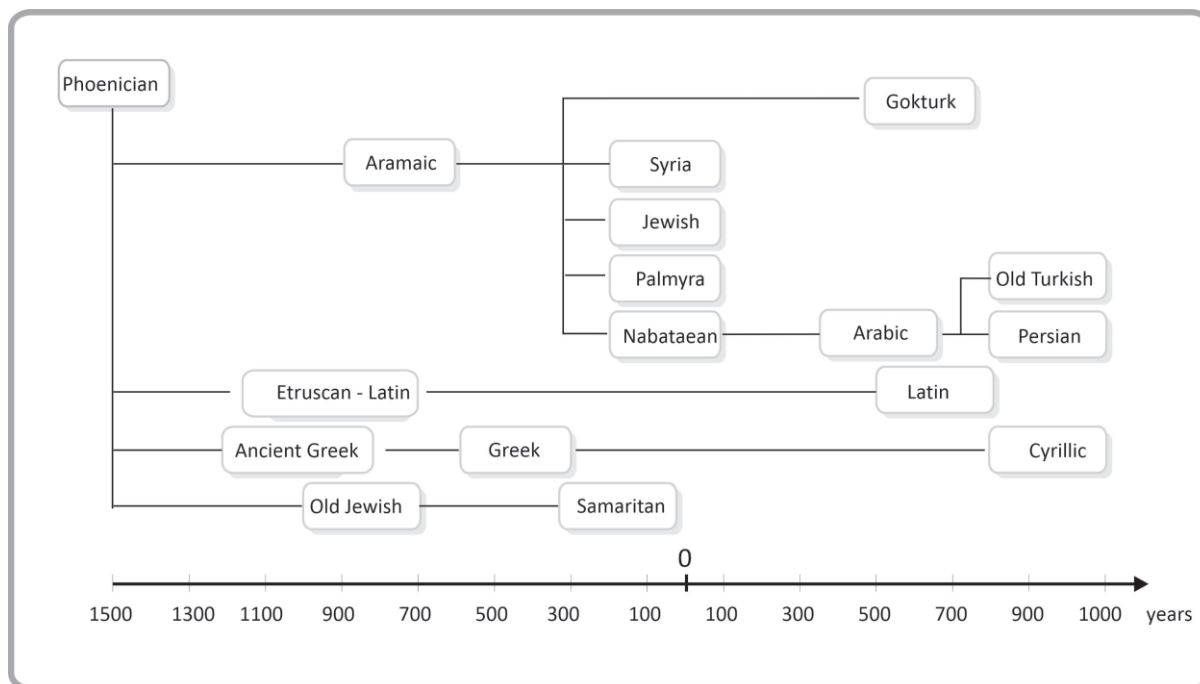 Phoenician
Gokturk
Aramaic
Syria
Jewish
Palmyra
Old Turkish
Nabataean
Arabic
Persian
Etruscan - Latin
Latin
Ancient Greek
Greek
Cyrillic
Old Jewish
Samaritan
0
1500 1300 1100 900 700 500 300 100 100 300 500 700 900 1000 years